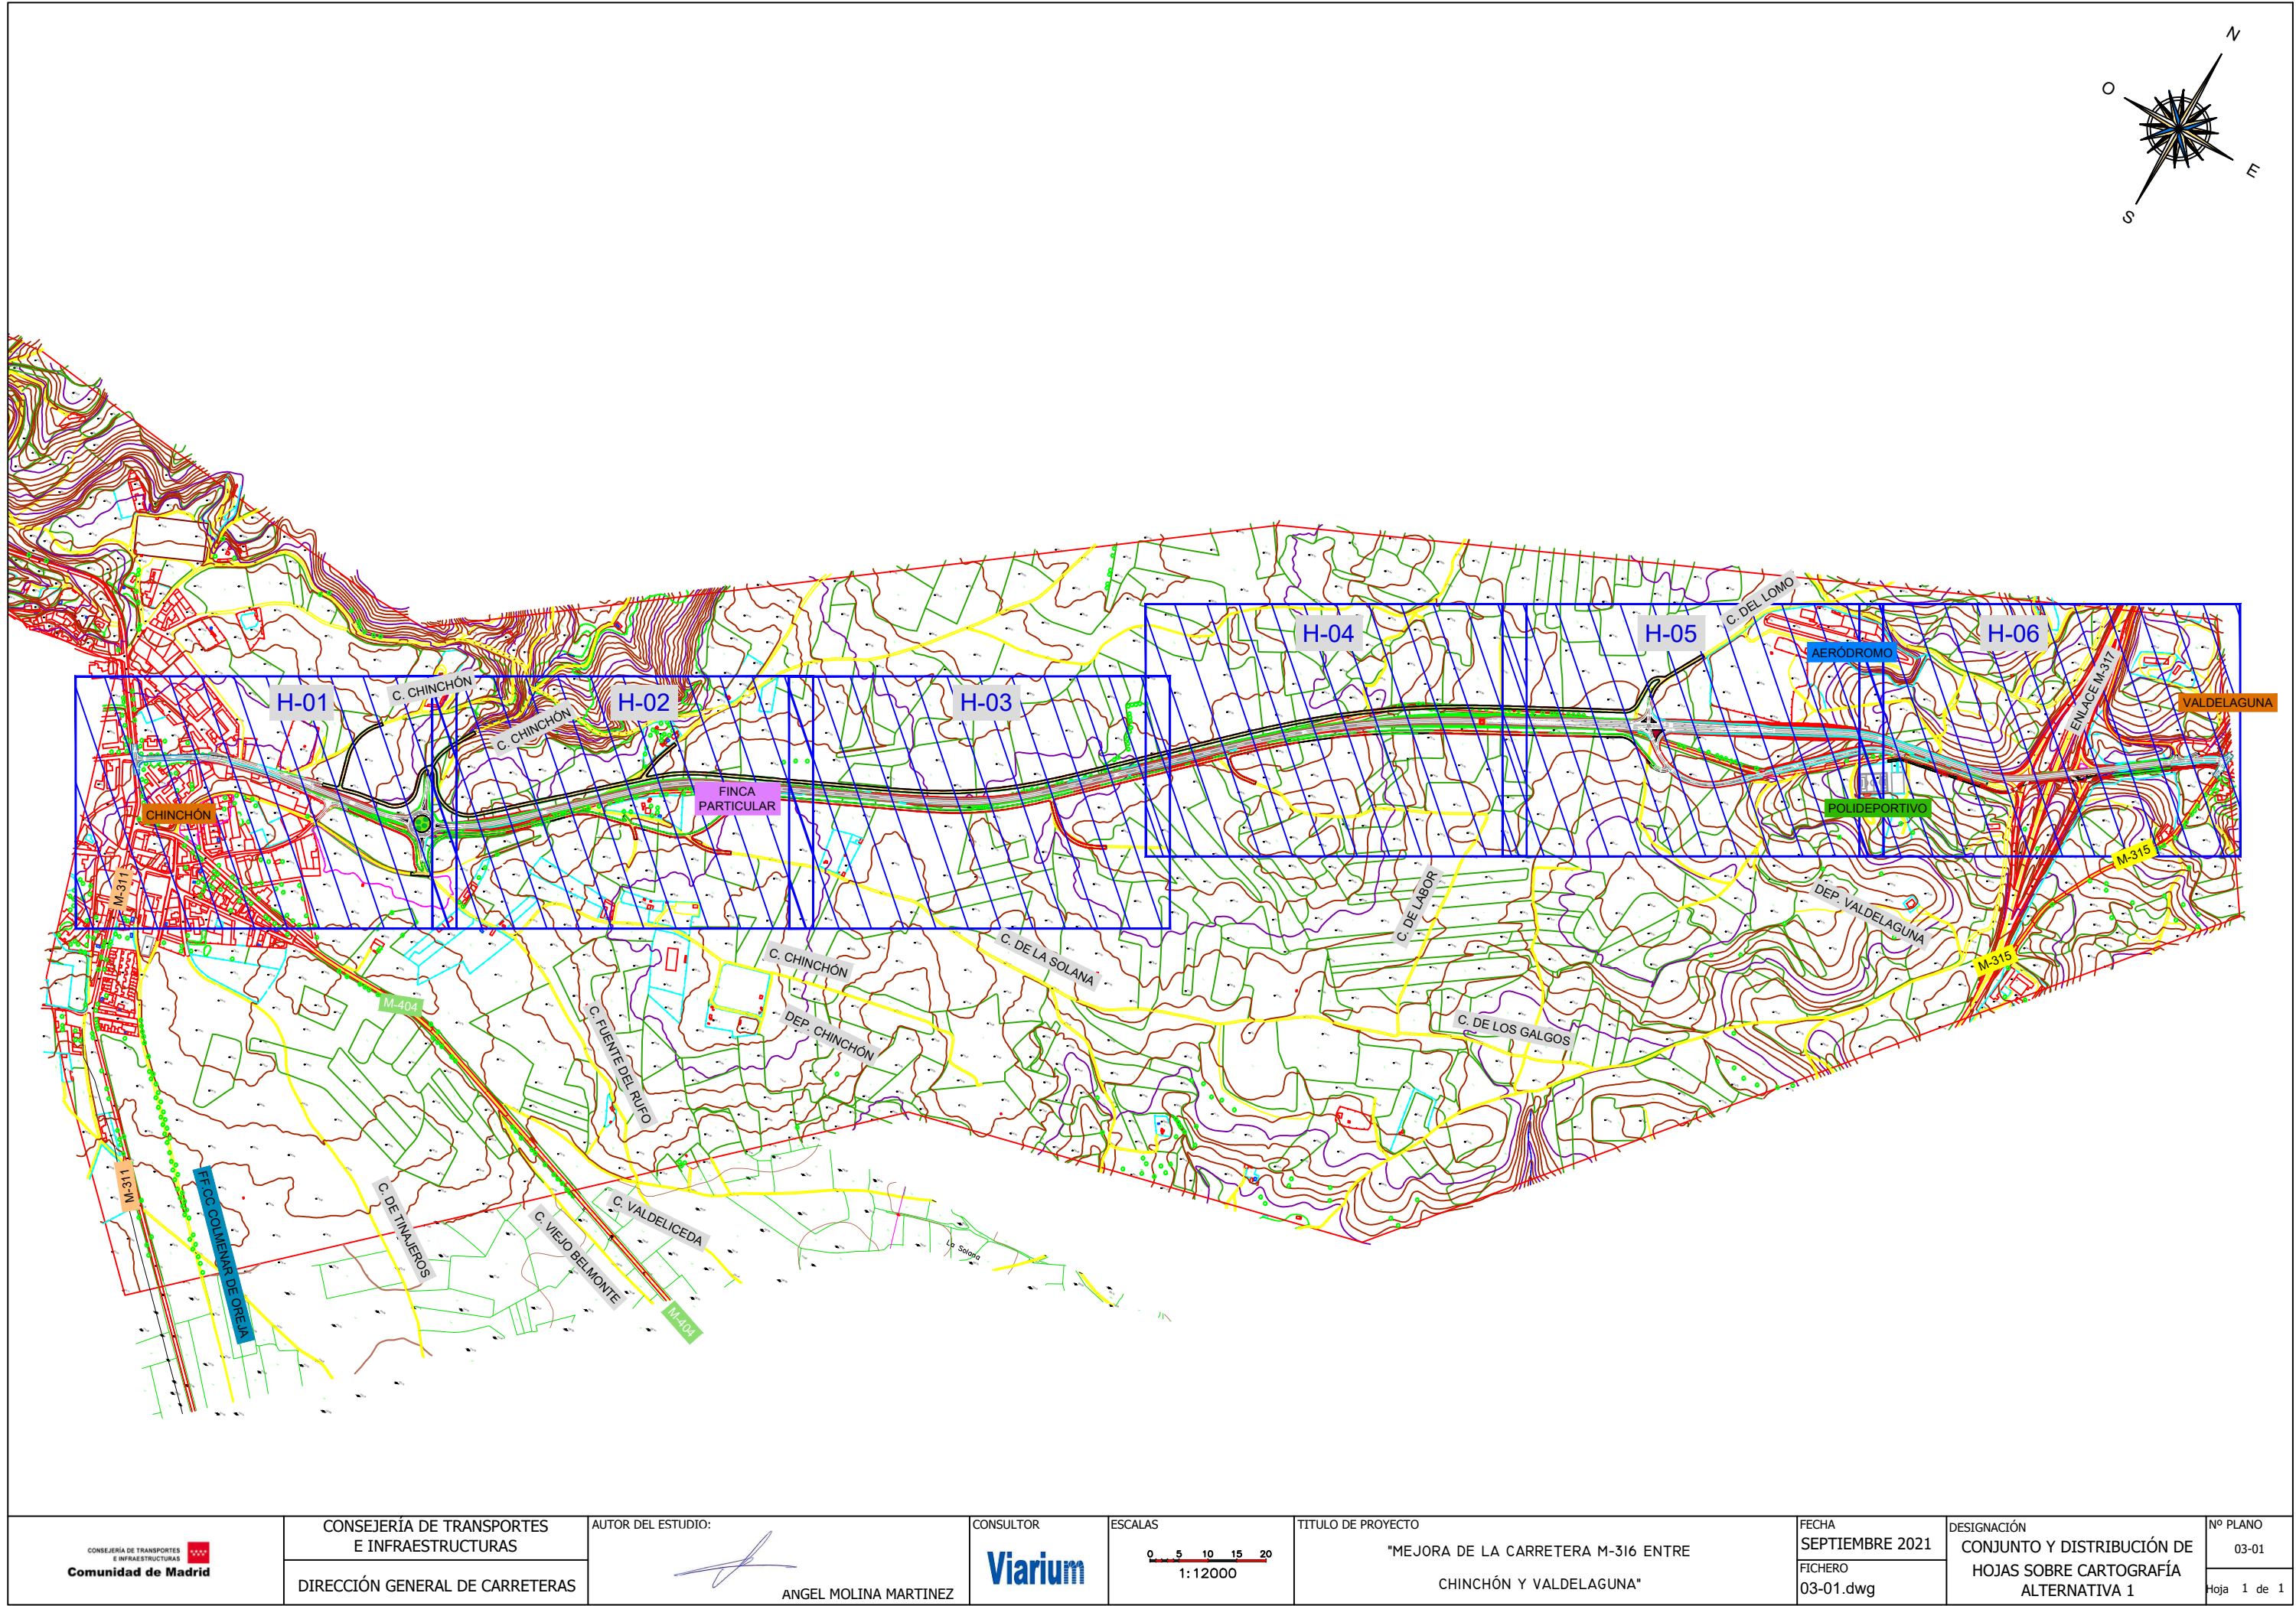 N
O
E
S
C. DEL LOMO
H-04
H-05
H-06
AERÓDROMO
ENLACE M-317
C. CHINCHÓN
H-01
H-02
H-03
VALDELAGUNA
C. CHINCHÓN
FINCA
PARTICULAR
CHINCHÓN
POLIDEPORTIVO
M-315
M-311
C. DE LABOR
DEP. VALDELAGUNA
C. CHINCHÓN
C. DE LA SOLANA
M-315
M-404
C. FUENTE DEL RUFO
DEP. CHINCHÓN
C. DE LOS GALGOS
M-311
FF.CC COLMENAR DE OREJA
C. DE TINAJEROS
C. VIEJO BELMONTE
C. VALDELICEDA
La Solana
M-404
CONSEJERÍA DE TRANSPORTES
E INFRAESTRUCTURAS
Comunidad de Madrid
CONSEJERÍA DE TRANSPORTES
E INFRAESTRUCTURAS
DIRECCIÓN GENERAL DE CARRETERAS
AUTOR DEL ESTUDIO:
ANGEL MOLINA MARTINEZ
CONSULTOR
Viarium
ESCALAS
0 5 10 15 20
1:12000
TITULO DE PROYECTO
"MEJORA DE LA CARRETERA M-316 ENTRE
CHINCHÓN Y VALDELAGUNA"
FECHA
SEPTIEMBRE 2021
FICHERO
03-01.dwg
DESIGNACIÓN
CONJUNTO Y DISTRIBUCIÓN DE
HOJAS SOBRE CARTOGRAFÍA
ALTERNATIVA 1
Nº PLANO
03-01
Hoja 1 de 1